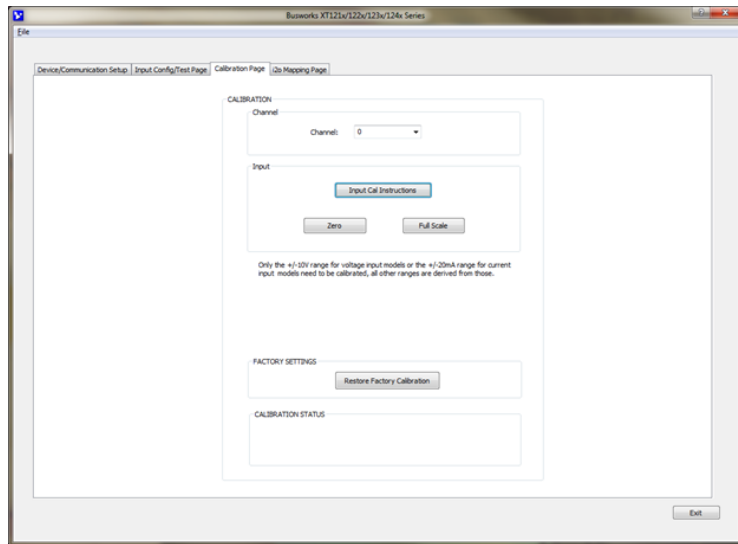 Busworks XT121x/122x/123x/124x Series
File
Device/Communication Setup Input Config/Test Page Calibration Page i2o Mapping Page
CALIBRATION
Channel
Channel: 0
Input
Input Cal Instructions
Zero Full Scale
Only the +/-10V range for voltage input models or the +/-20mA range for current
input models need to be calibrated, all other ranges are derived from those.
FACTORY SETTINGS
Restore Factory Calibration
CALIBRATION STATUS
Exit